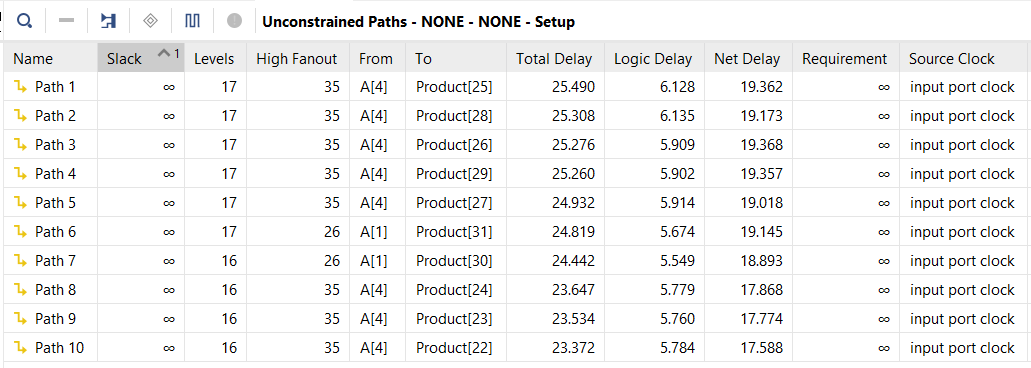 Unconstrained Paths - NONE - NONE - Setup
Name Slack 1 Levels High Fanout From To Total Delay Logic Delay Net Delay Requirement Source Clock
Path 1 ∞ 17 35 A[4] Product[25] 25.490 6.128 19.362 ∞ input port clock
Path 2 ∞ 17 35 A[4] Product[28] 25.308 6.135 19.173 ∞ input port clock
Path 3 ∞ 17 35 A[4] Product[26] 25.276 5.909 19.368 ∞ input port clock
Path 4 ∞ 17 35 A[4] Product[29] 25.260 5.902 19.357 ∞ input port clock
Path 5 ∞ 17 35 A[4] Product[27] 24.932 5.914 19.018 ∞ input port clock
Path 6 ∞ 17 26 A[1] Product[31] 24.819 5.674 19.145 ∞ input port clock
Path 7 ∞ 16 26 A[1] Product[30] 24.442 5.549 18.893 ∞ input port clock
Path 8 ∞ 16 35 A[4] Product[24] 23.647 5.779 17.868 ∞ input port clock
Path 9 ∞ 16 35 A[4] Product[23] 23.534 5.760 17.774 ∞ input port clock
Path 10 ∞ 16 35 A[4] Product[22] 23.372 5.784 17.588 ∞ input port clock